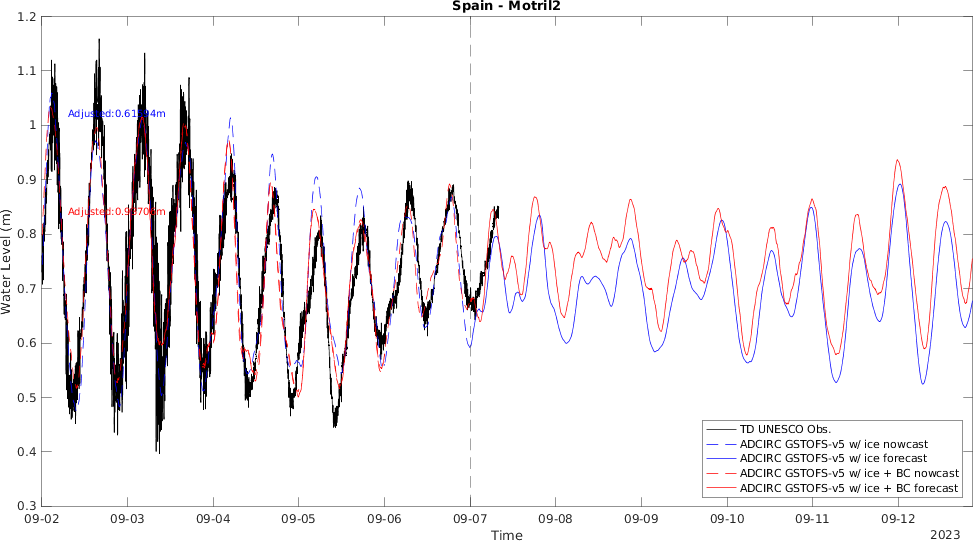 Spain - Motril2
1.2
1.1
1
0.9
0.8
0.7
0.6
0.5
0.4
0.3
Water Level (m)
09-02
09-03
09-04
09-05
09-06
09-07
09-08
09-09
09-10
09-11
09-12
Time
2023
TD UNESCO Obs.
ADCIRC GSTOFS-v5 w/ ice nowcast
ADCIRC GSTOFS-v5 w/ ice forecast
ADCIRC GSTOFS-v5 w/ ice + BC nowcast
ADCIRC GSTOFS-v5 w/ ice + BC forecast